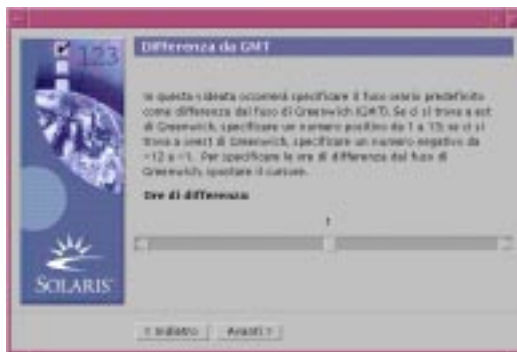 123
Differenza da GMT
In questa videata occorrerà specificare il fuso orario predefinito
come differenza dal fuso di Greenwich (GMT). Se ci si trova a est
di Greenwich, specificare un numero positivo da 1 a 13; se ci si
trova a ovest di Greenwich, specificare un numero negativo da
-12 a -1. Per specificare le ore di differenza dal fuso di
Greenwich, spostare il cursore.
Ore di differenza:
1
SOLARIS
< Indietro
Avanti >